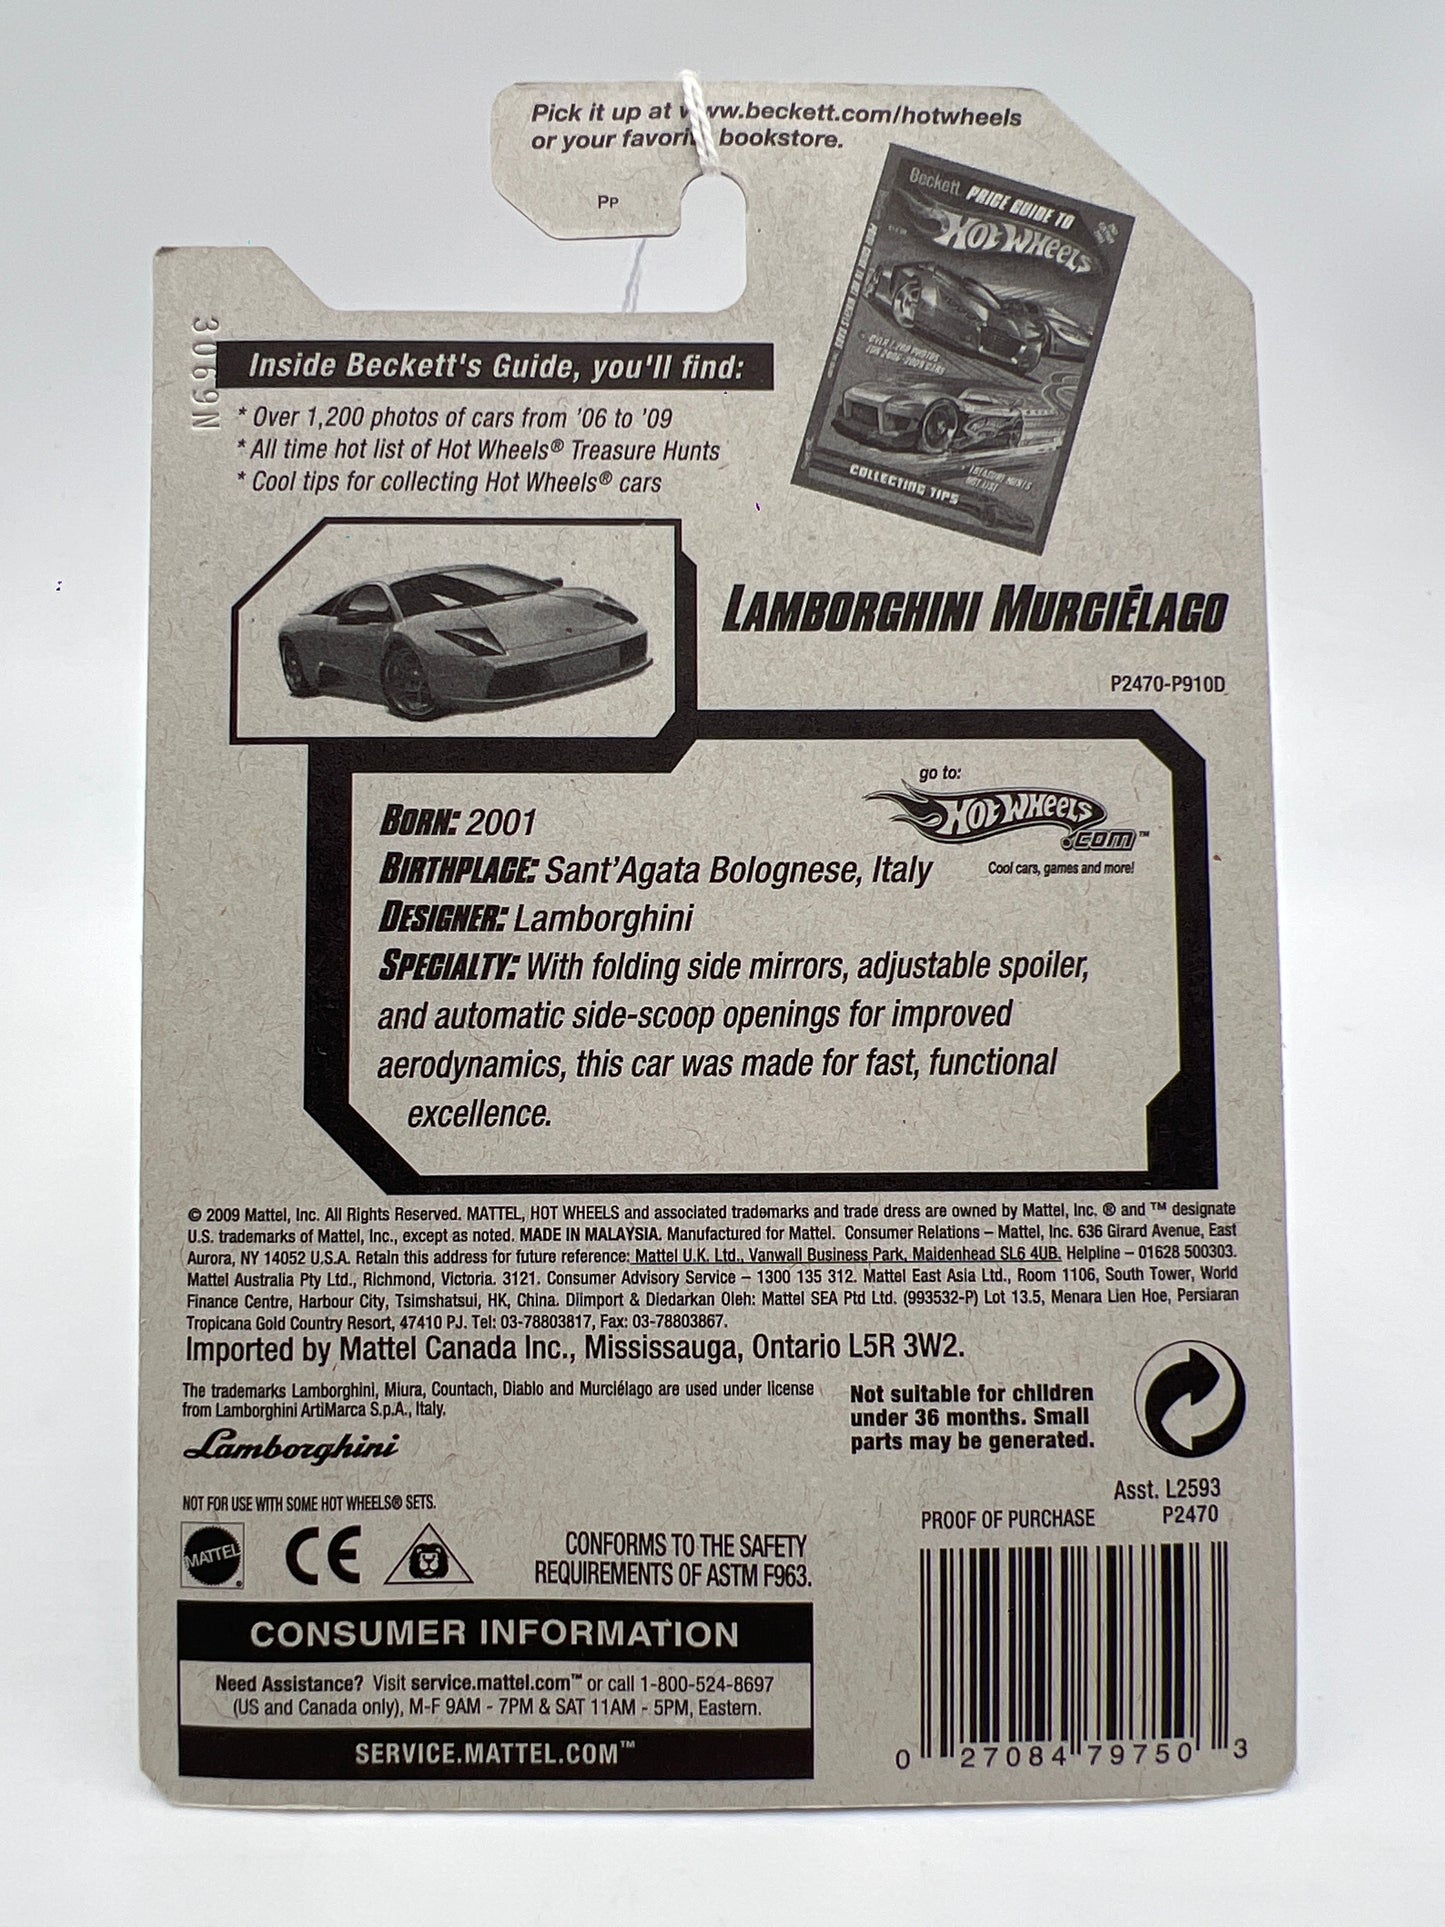 Pick it up at www.beckett.com/hotwheels
or your favorite bookstore.
PP
Beckett PRICE GUIDE TO
HOT WHEELS
OVER 1,200 PHOTOS
FOR 2006-2009 CARS
COLLECTING TIPS
TREASURE HUNTS
HOT LIST
3069N
Inside Beckett's Guide, you'll find:
* Over 1,200 photos of cars from '06 to '09
* All time hot list of Hot Wheels® Treasure Hunts
* Cool tips for collecting Hot Wheels® cars
LAMBORGHINI MURCIÉLAGO
P2470-P910D
go to:
HOT WHEELS
.COM™
Cool cars, games and more!
BORN: 2001
BIRTHPLACE: Sant'Agata Bolognese, Italy
DESIGNER: Lamborghini
SPECIALTY: With folding side mirrors, adjustable spoiler,
and automatic side-scoop openings for improved
aerodynamics, this car was made for fast, functional
excellence.
© 2009 Mattel, Inc. All Rights Reserved. MATTEL, HOT WHEELS and associated trademarks and trade dress are owned by Mattel, Inc. ® and ™ designate
U.S. trademarks of Mattel, Inc., except as noted. MADE IN MALAYSIA. Manufactured for Mattel. Consumer Relations – Mattel, Inc. 636 Girard Avenue, East
Aurora, NY 14052 U.S.A. Retain this address for future reference: Mattel U.K. Ltd., Vanwall Business Park, Maidenhead SL6 4UB. Helpline – 01628 500303.
Mattel Australia Pty Ltd., Richmond, Victoria. 3121. Consumer Advisory Service – 1300 135 312. Mattel East Asia Ltd., Room 1106, South Tower, World
Finance Centre, Harbour City, Tsimshatsui, HK, China. Diimport & Diedarkan Oleh: Mattel SEA Ptd Ltd. (993532-P) Lot 13.5, Menara Lien Hoe, Persiaran
Tropicana Gold Country Resort, 47410 PJ. Tel: 03-78803817, Fax: 03-78803867.
Imported by Mattel Canada Inc., Mississauga, Ontario L5R 3W2.
The trademarks Lamborghini, Miura, Countach, Diablo and Murciélago are used under license
from Lamborghini ArtiMarca S.p.A., Italy.
Lamborghini
Not suitable for children
under 36 months. Small
parts may be generated.
NOT FOR USE WITH SOME HOT WHEELS® SETS.
MATTEL
CE
CONFORMS TO THE SAFETY
REQUIREMENTS OF ASTM F963.
Asst. L2593
PROOF OF PURCHASE P2470
CONSUMER INFORMATION
Need Assistance? Visit service.mattel.com™ or call 1-800-524-8697
(US and Canada only), M-F 9AM - 7PM & SAT 11AM - 5PM, Eastern.
SERVICE.MATTEL.COM™
0 27084 79750 3